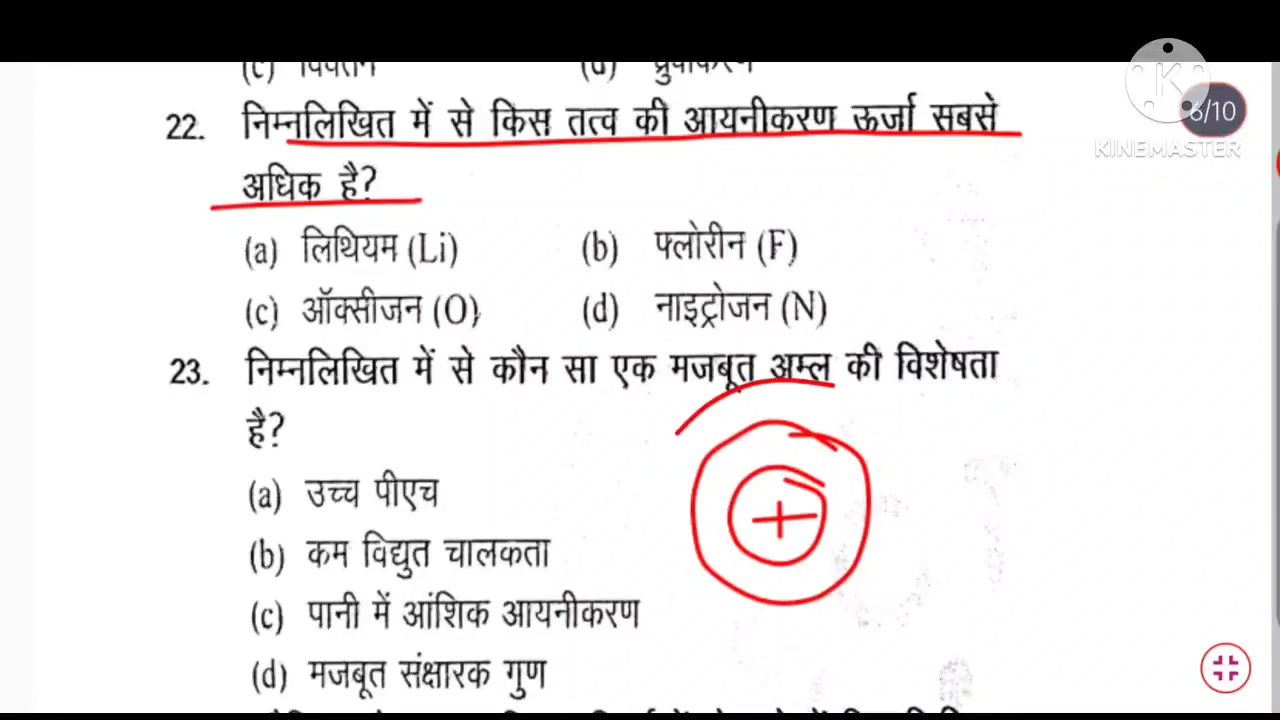 22. निम्नलिखित में से किस तत्व की आयनीकरण ऊर्जा सबसे
अधिक है?
(a) लिथियम (Li) (b) फ्लोरीन (F)
(c) ऑक्सीजन (O) (d) नाइट्रोजन (N)
23. निम्नलिखित में से कौन सा एक मजबूत अम्ल की विशेषता
है?
(a) उच्च पीएच
(b) कम विद्युत चालकता
(c) पानी में आंशिक आयनीकरण
(d) मजबूत संक्षारक गुण
K
6/10
KINEMASTER